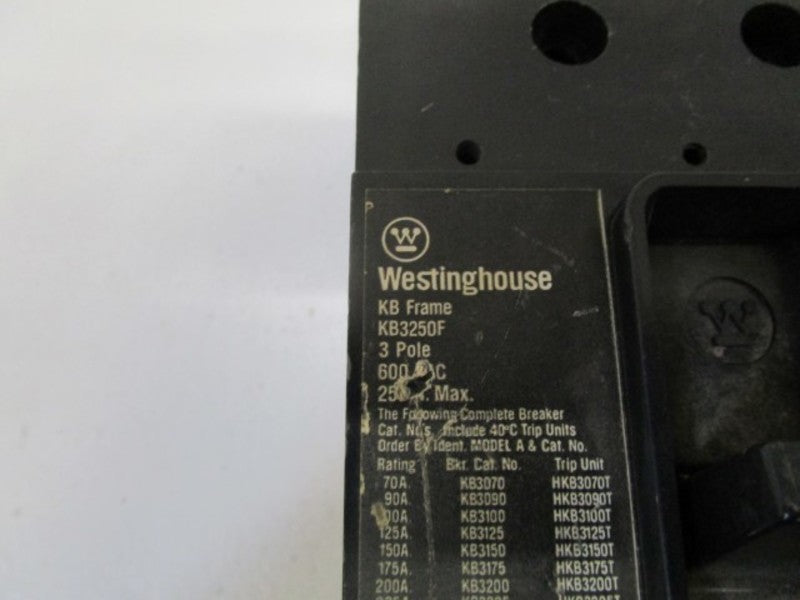 W
Westinghouse
KB Frame
KB3250F
3 Pole
Max.
The Following Complete Breaker
Cat. No's. Include 40°C Trip Units
Order By Ident. MODEL A & Cat. No.
Rating Bkr. Cat. No. Trip Unit
70A. KB3070 HKB3070T
90A. KB3090 HKB3090T
100A. KB3100 HKB3100T
125A. KB3125 HKB3125T
150A. KB3150 HKB3150T
175A. KB3175 HKB3175T
200A. KB3200 HKB3200T
W